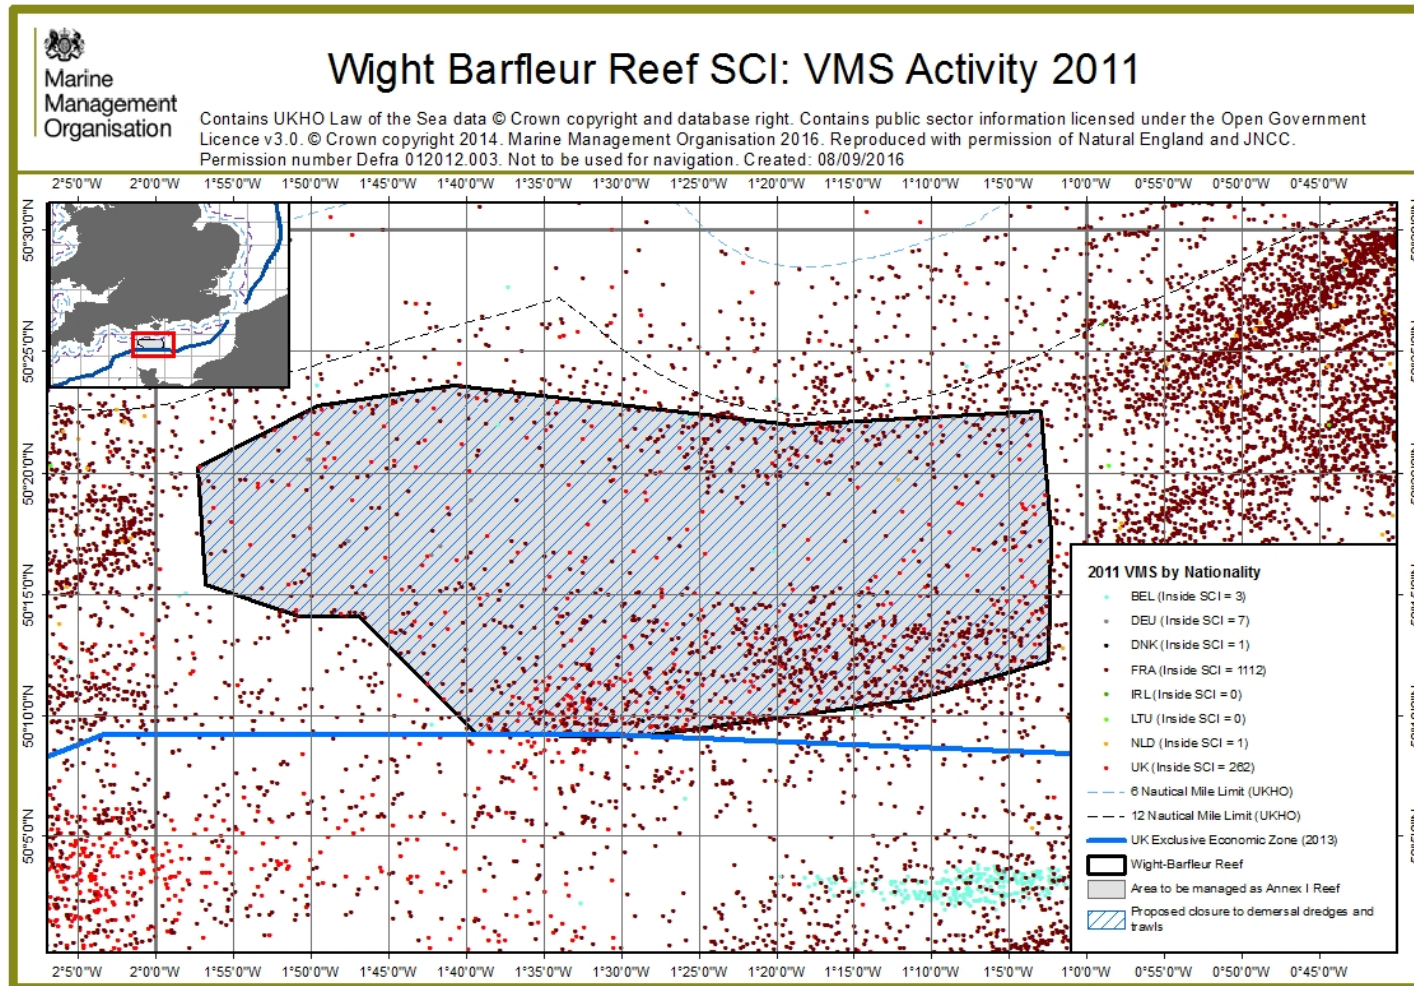 Marine
Management
Organisation
Wight Barfleur Reef SCI: VMS Activity 2011
Contains UKHO Law of the Sea data © Crown copyright and database right. Contains public sector information licensed under the Open Government
Licence v3.0. © Crown copyright 2014. Marine Management Organisation 2016. Reproduced with permission of Natural England and JNCC.
Permission number Defra 012012.003. Not to be used for navigation. Created: 08/09/2016
2°5'0"W 2°0'0"W 1°55'0"W 1°50'0"W 1°45'0"W 1°40'0"W 1°35'0"W 1°30'0"W 1°25'0"W 1°20'0"W 1°15'0"W 1°10'0"W 1°5'0"W 1°0'0"W 0°55'0"W 0°50'0"W 0°45'0"W
50°30'0"N
50°25'0"N
50°20'0"N
50°15'0"N
50°10'0"N
50°5'0"N
2011 VMS by Nationality
BEL (Inside SCI = 3)
DEU (Inside SCI = 7)
DNK (Inside SCI = 1)
FRA (Inside SCI = 1112)
IRL (Inside SCI = 0)
LTU (Inside SCI = 0)
NLD (Inside SCI = 1)
UK (Inside SCI = 262)
6 Nautical Mile Limit (UKHO)
12 Nautical Mile Limit (UKHO)
UK Exclusive Economic Zone (2013)
Wight-Barfleur Reef
Area to be managed as Annex I Reef
Proposed closure to demersal dredges and
trawls
2°5'0"W 2°0'0"W 1°55'0"W 1°50'0"W 1°45'0"W 1°40'0"W 1°35'0"W 1°30'0"W 1°25'0"W 1°20'0"W 1°15'0"W 1°10'0"W 1°5'0"W 1°0'0"W 0°55'0"W 0°50'0"W 0°45'0"W